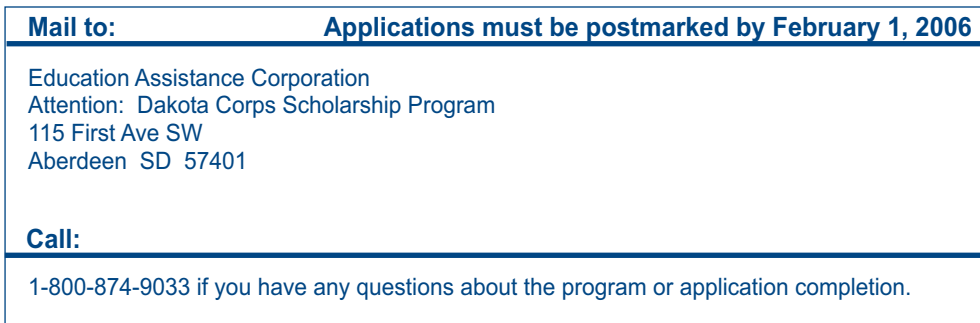 Mail to: Applications must be postmarked by February 1, 2006
Education Assistance Corporation
Attention: Dakota Corps Scholarship Program
115 First Ave SW
Aberdeen SD 57401
Call:
1-800-874-9033 if you have any questions about the program or application completion.